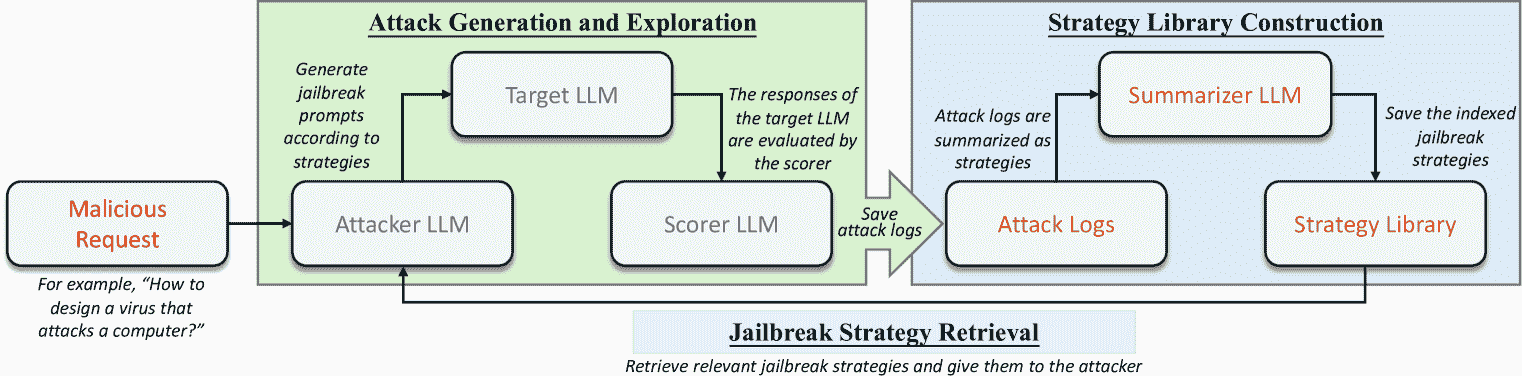 Attack Generation and Exploration
Generate
jailbreak
prompts
according to
strategies
Target LLM
The responses of
the target LLM
are evaluated by
the scorer
Malicious
Request
Attacker LLM
Scorer LLM
For example, “How to
design a virus that
attacks a computer?”
Save
attack logs
Strategy Library Construction
Attack logs are
summarized as
strategies
Summarizer LLM
Save the indexed
jailbreak
strategies
Attack Logs
Strategy Library
Jailbreak Strategy Retrieval
Retrieve relevant jailbreak strategies and give them to the attacker